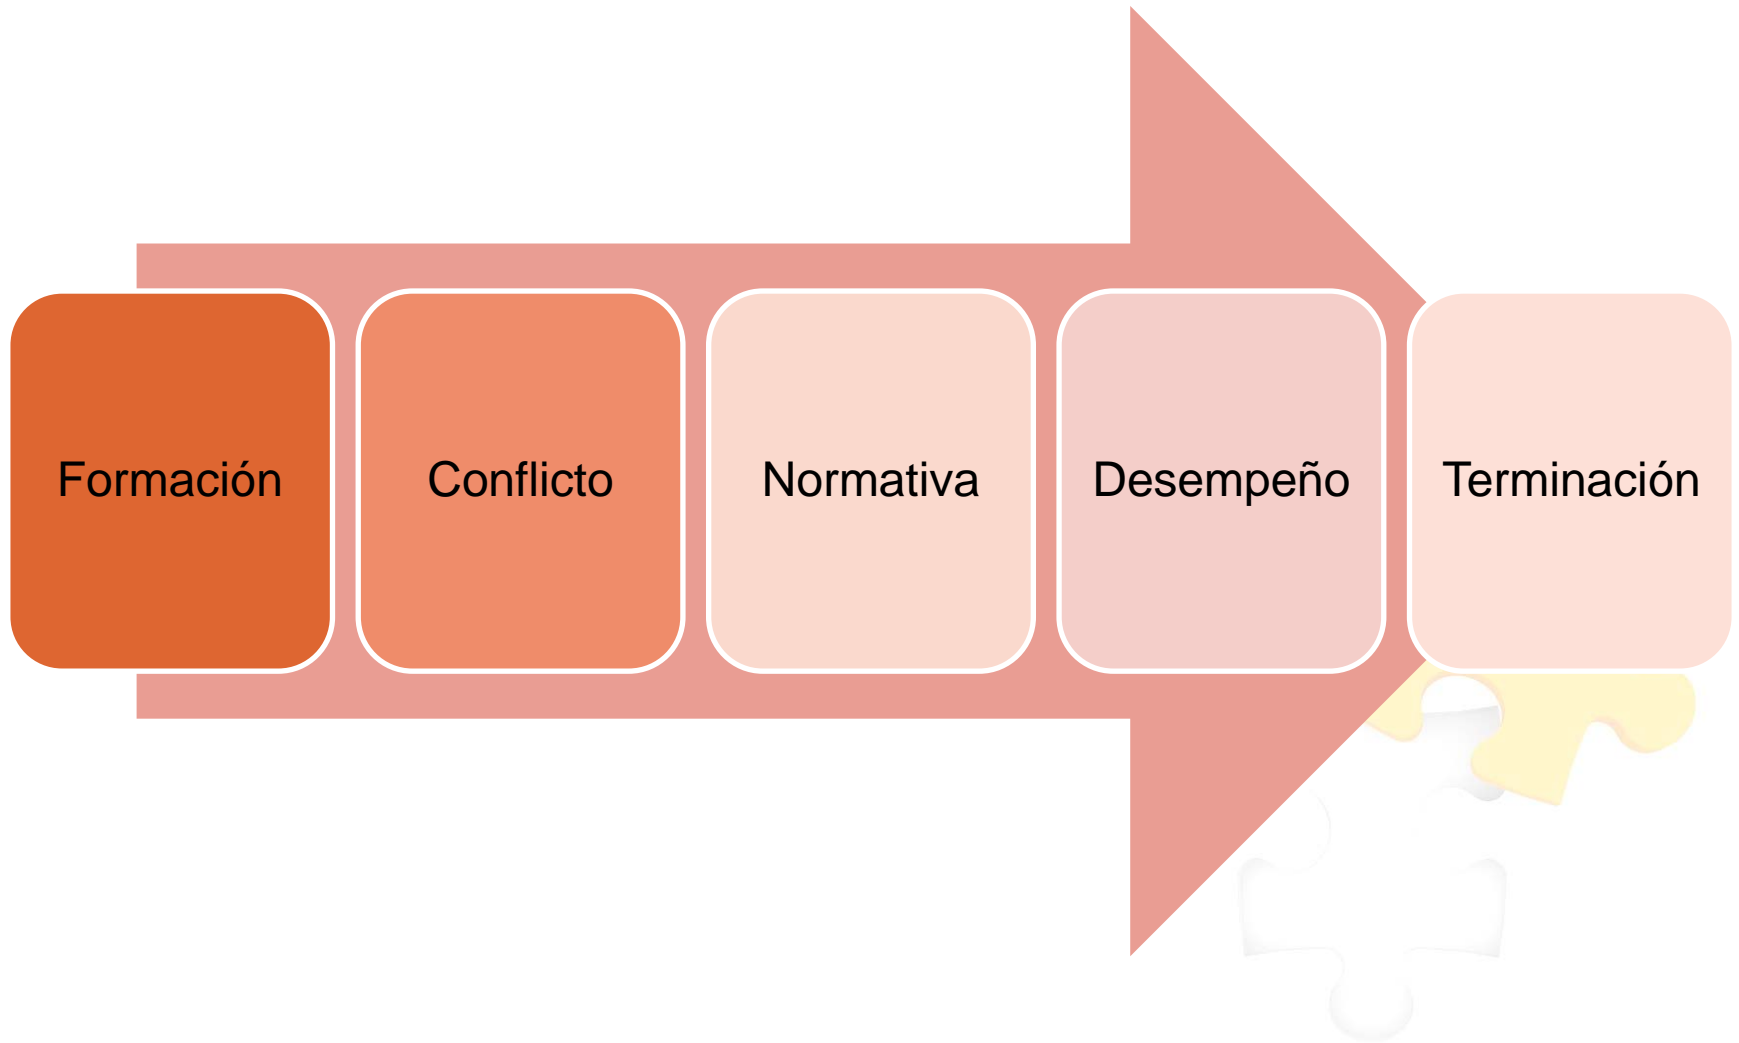 Formación
Conflicto
Normativa
Desempeño
Terminación